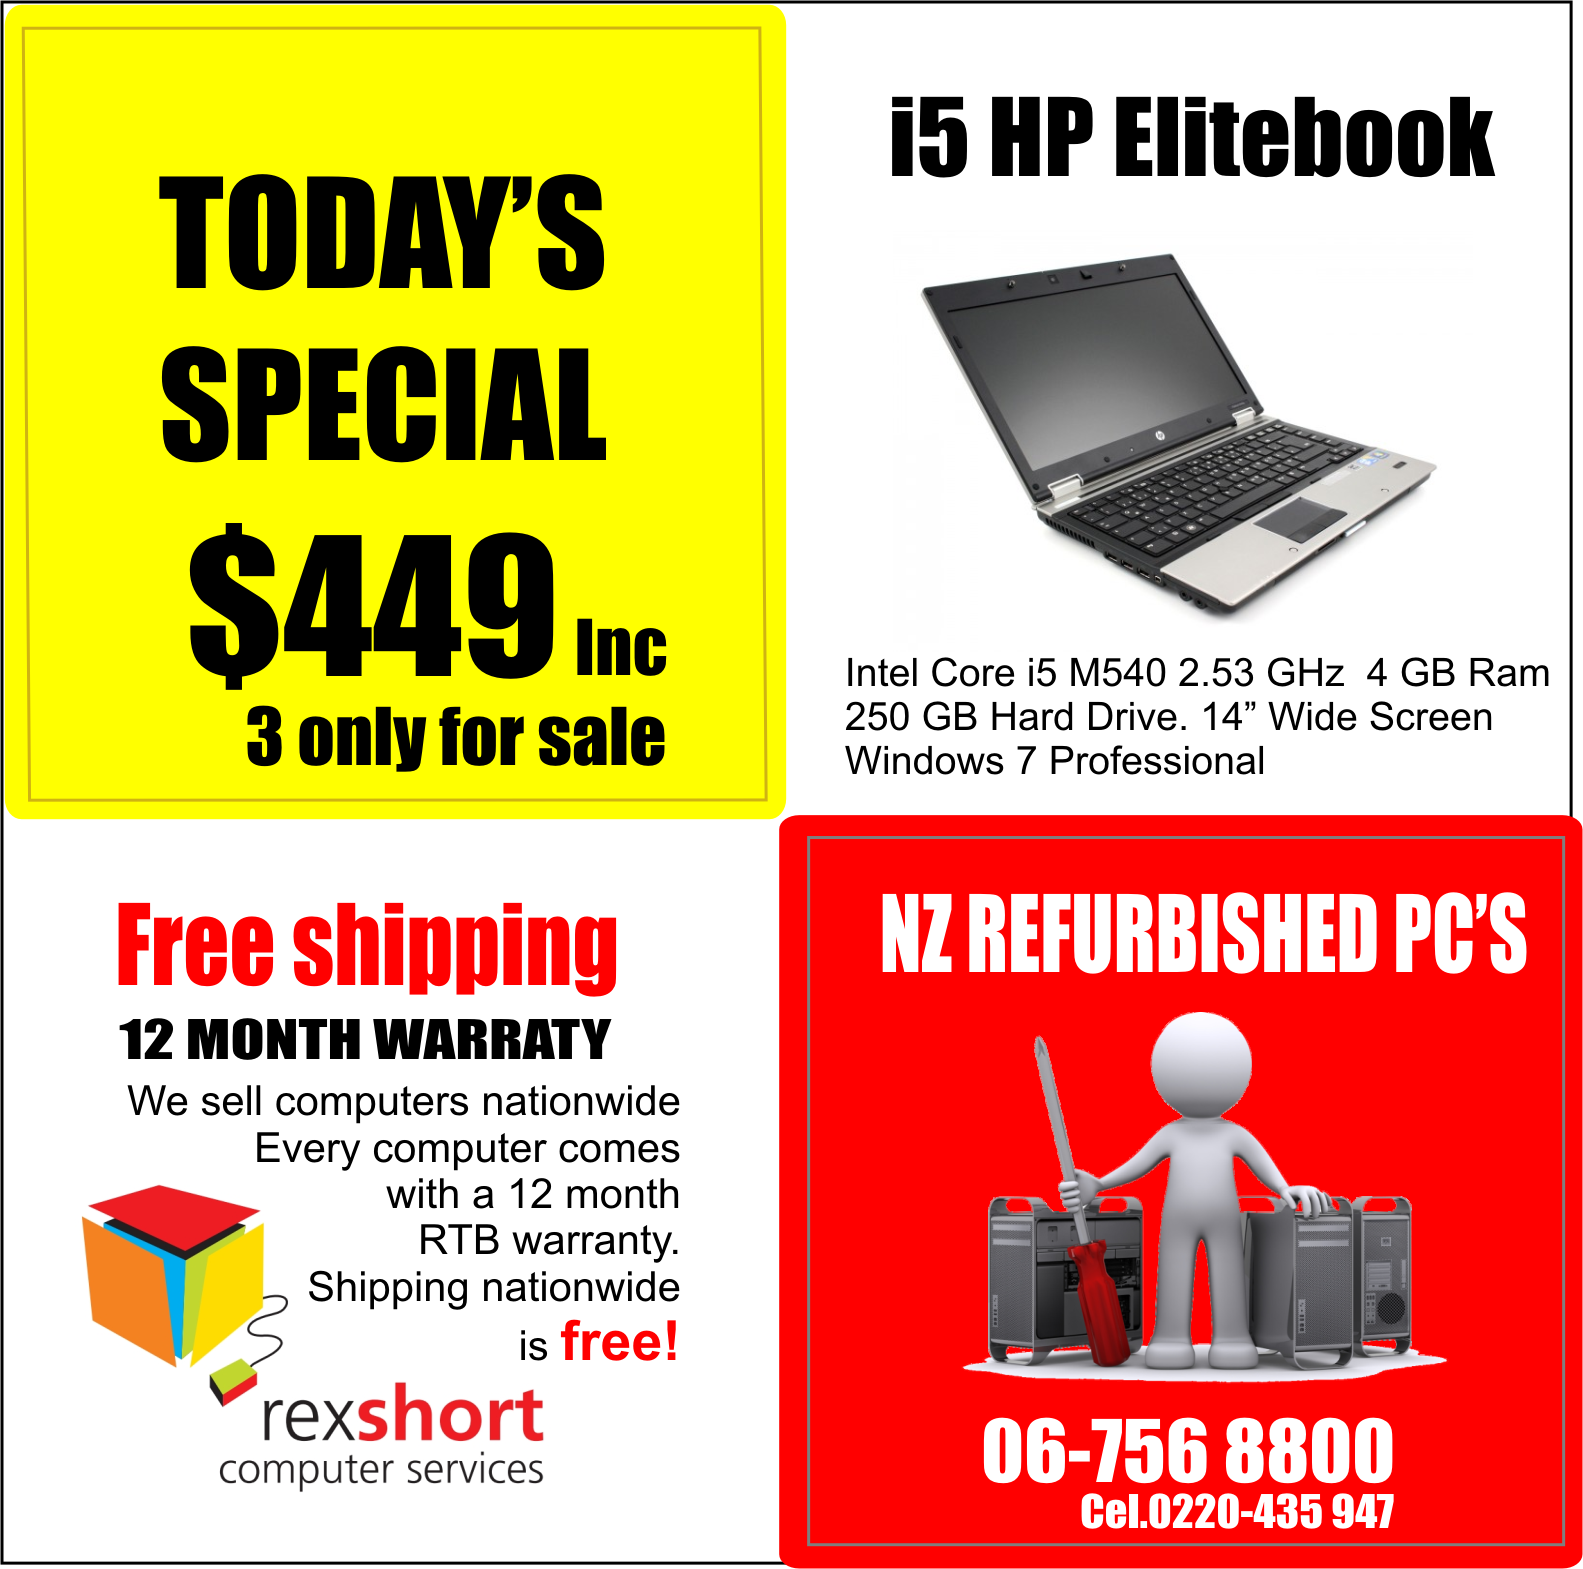 TODAY'S
SPECIAL
$449 Inc
3 only for sale
i5 HP Elitebook
Intel Core i5 M540 2.53 GHz  4 GB Ram
250 GB Hard Drive. 14” Wide Screen
Windows 7 Professional
Free shipping
12 MONTH WARRATY
We sell computers nationwide
Every computer comes
with a 12 month
RTB warranty.
Shipping nationwide
is free!
rexshort
computer services
NZ REFURBISHED PC'S
06-756 8800
Cel.0220-435 947